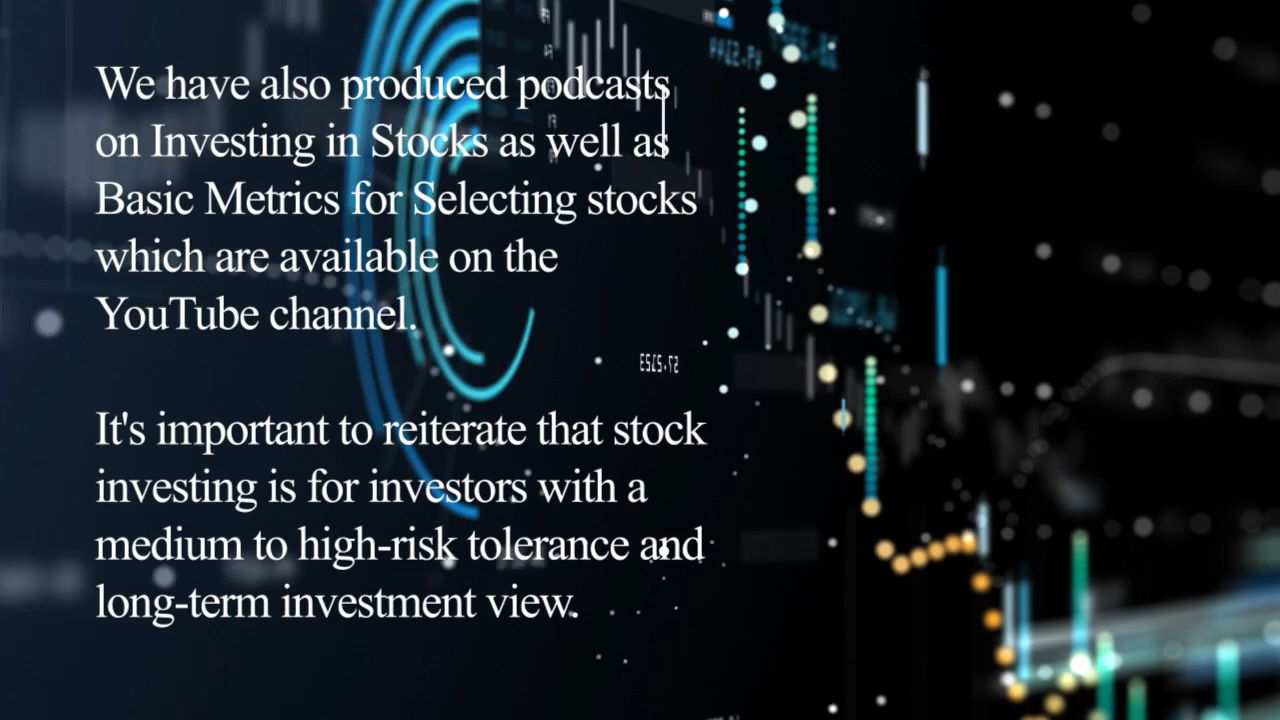 We have also produced podcasts
on Investing in Stocks as well as
Basic Metrics for Selecting stocks
which are available on the
YouTube channel.
It's important to reiterate that stock
investing is for investors with a
medium to high-risk tolerance and
long-term investment view.